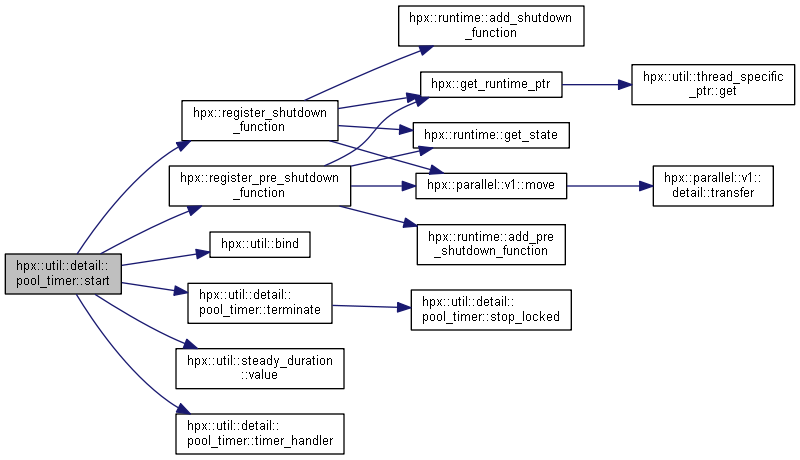 hpx::runtime::add_shutdown
_function
hpx::get_runtime_ptr
hpx::util::thread_specific
_ptr::get
hpx::register_shutdown
_function
hpx::runtime::get_state
hpx::register_pre_shutdown
_function
hpx::parallel::v1::move
hpx::parallel::v1::
detail::transfer
hpx::util::bind
hpx::runtime::add_pre
_shutdown_function
hpx::util::detail::
pool_timer::start
hpx::util::detail::
pool_timer::terminate
hpx::util::detail::
pool_timer::stop_locked
hpx::util::steady_duration
::value
hpx::util::detail::
pool_timer::timer_handler